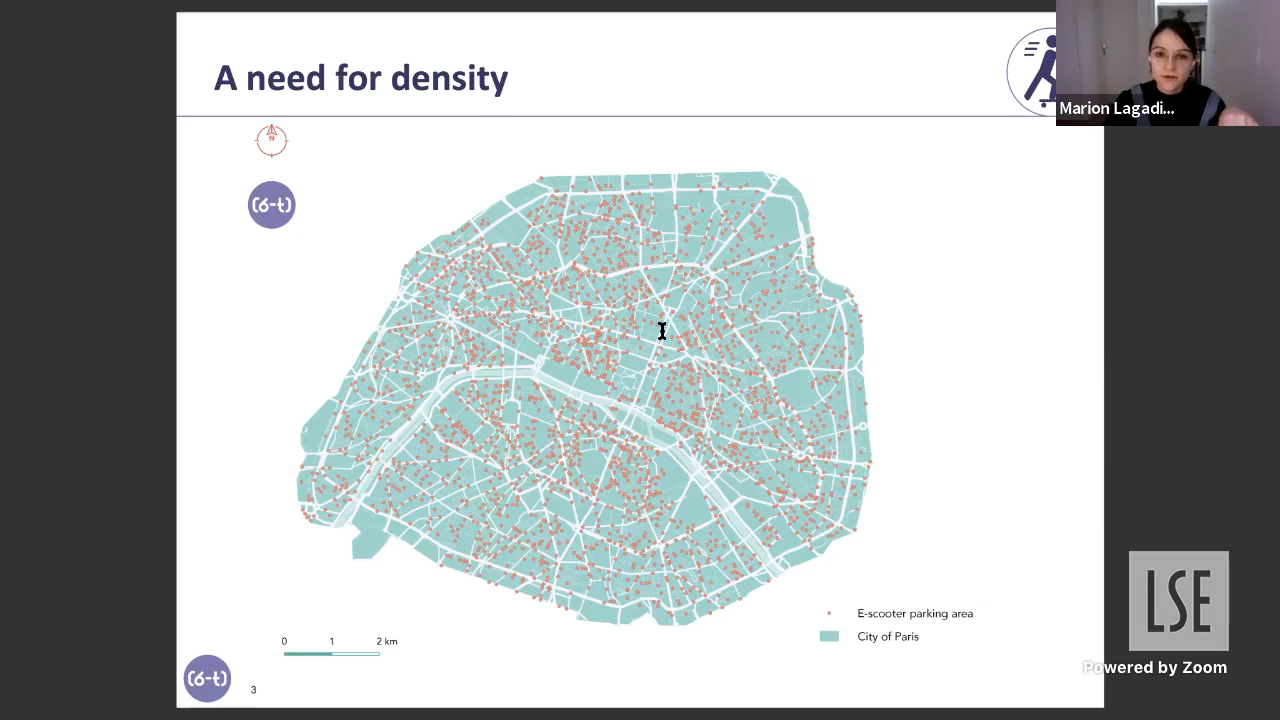 A need for density
Marion Lagadi...
N
(6-t)
E-scooter parking area
City of Paris
0 1 2 km
(6-t)
3
LSE
Powered by Zoom